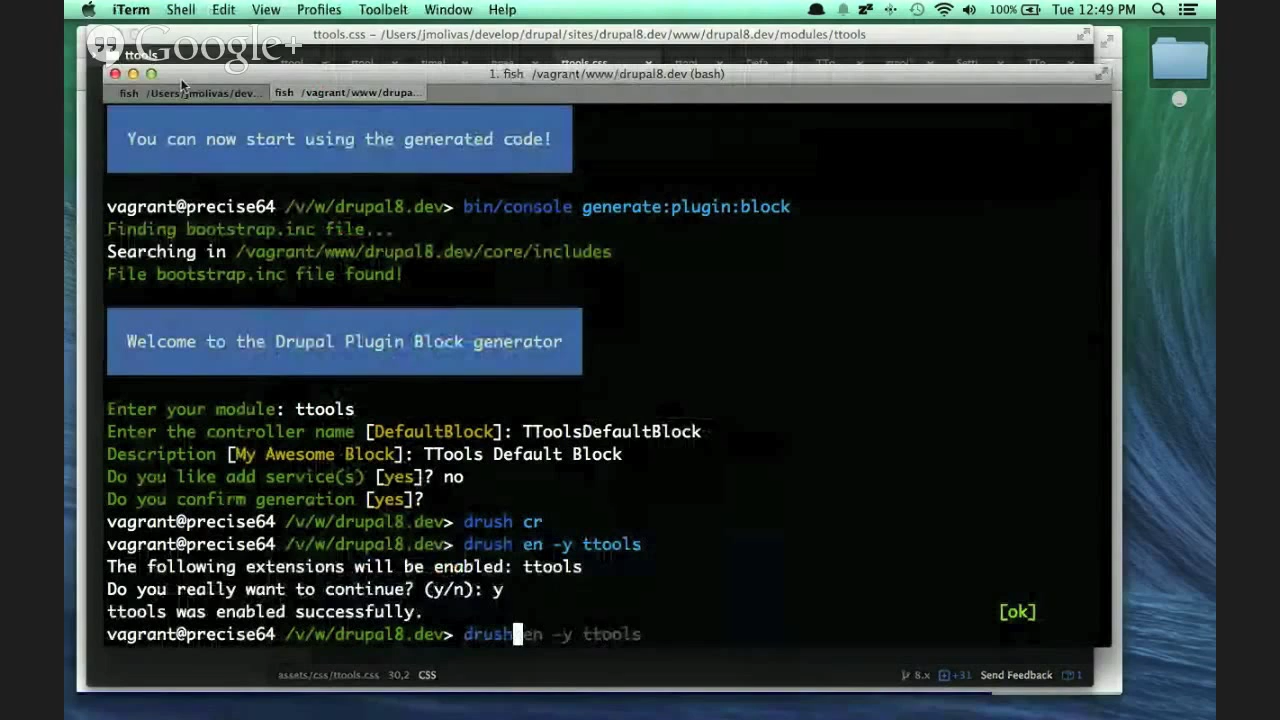 iTerm Shell Edit View Profiles Toolbelt Window Help 100% Tue 12:49 PM
ttools.css – /Users/jmolivas/develop/drupal/sites/drupal8.dev/www/drupal8.dev/modules/ttools
Google+
ttools
1. fish /vagrant/www/drupal8.dev (bash)
fish /Users/jmolivas/dev... fish /vagrant/www/drupa...
You can now start using the generated code!
vagrant@precise64 /v/w/drupal8.dev> bin/console generate:plugin:block
Finding bootstrap.inc file...
Searching in /vagrant/www/drupal8.dev/core/includes
File bootstrap.inc file found!
Welcome to the Drupal Plugin Block generator
Enter your module: ttools
Enter the controller name [DefaultBlock]: TToolsDefaultBlock
Description [My Awesome Block]: TTools Default Block
Do you like add service(s) [yes]? no
Do you confirm generation [yes]?
vagrant@precise64 /v/w/drupal8.dev> drush cr
vagrant@precise64 /v/w/drupal8.dev> drush en -y ttools
The following extensions will be enabled: ttools
Do you really want to continue? (y/n): y
ttools was enabled successfully. [ok]
vagrant@precise64 /v/w/drupal8.dev> drush en -y ttools
assets/css/ttools.css 30,2 CSS 8.x +31 Send Feedback 1